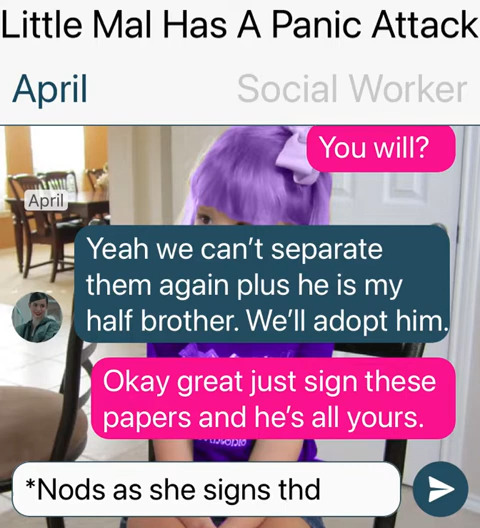 Little Mal Has A Panic Attack
April
Social Worker
You will?
April
Yeah we can't separate
them again plus he is my
half brother. We'll adopt him.
Okay great just sign these
papers and he's all yours.
*Nods as she signs thd